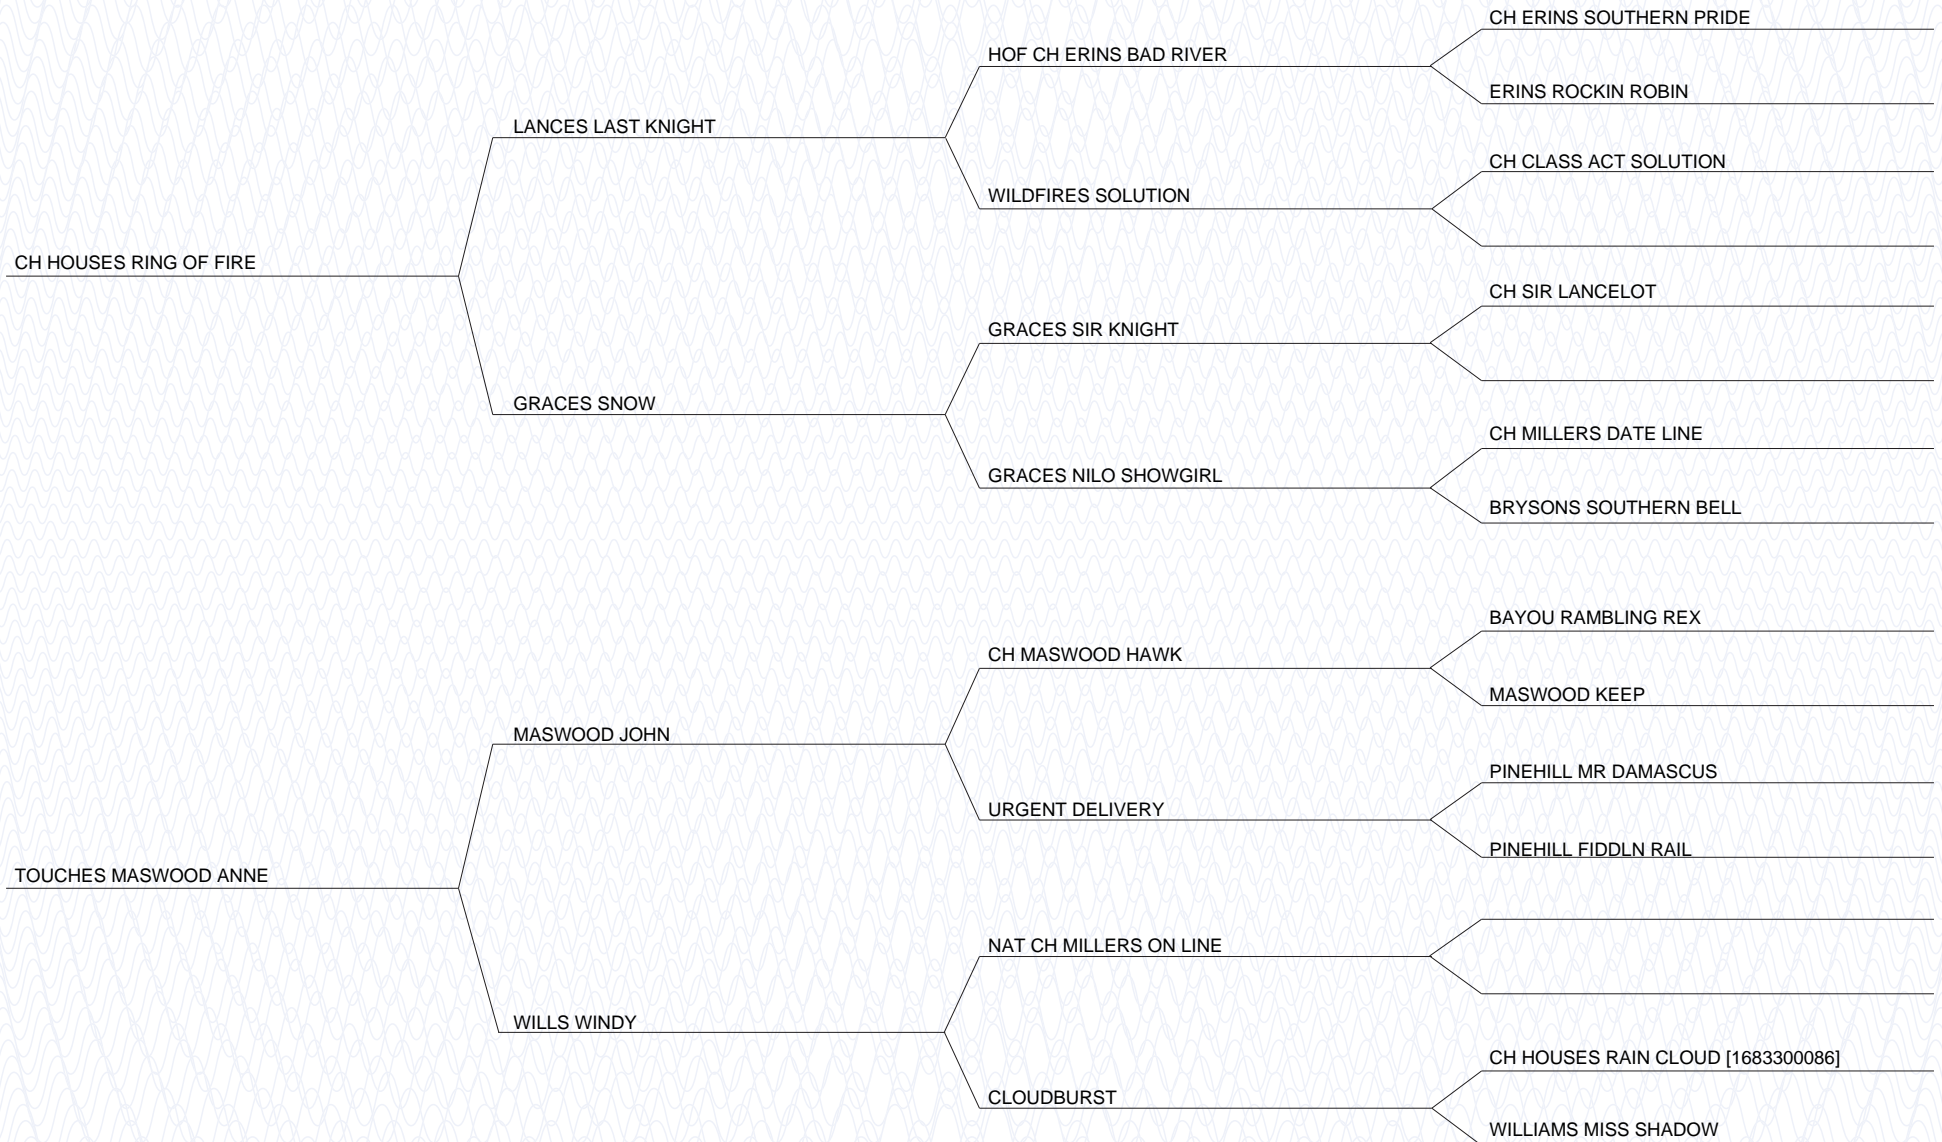 CH ERINS SOUTHERN PRIDE
HOF CH ERINS BAD RIVER
ERINS ROCKIN ROBIN
LANCES LAST KNIGHT
CH CLASS ACT SOLUTION
WILDFIRES SOLUTION
CH HOUSES RING OF FIRE
CH SIR LANCELOT
GRACES SIR KNIGHT
GRACES SNOW
CH MILLERS DATE LINE
GRACES NILO SHOWGIRL
BRYSONS SOUTHERN BELL
BAYOU RAMBLING REX
CH MASWOOD HAWK
MASWOOD KEEP
MASWOOD JOHN
PINEHILL MR DAMASCUS
URGENT DELIVERY
PINEHILL FIDDLN RAIL
TOUCHES MASWOOD ANNE
NAT CH MILLERS ON LINE
WILLS WINDY
CH HOUSES RAIN CLOUD [1683300086]
CLOUDBURST
WILLIAMS MISS SHADOW